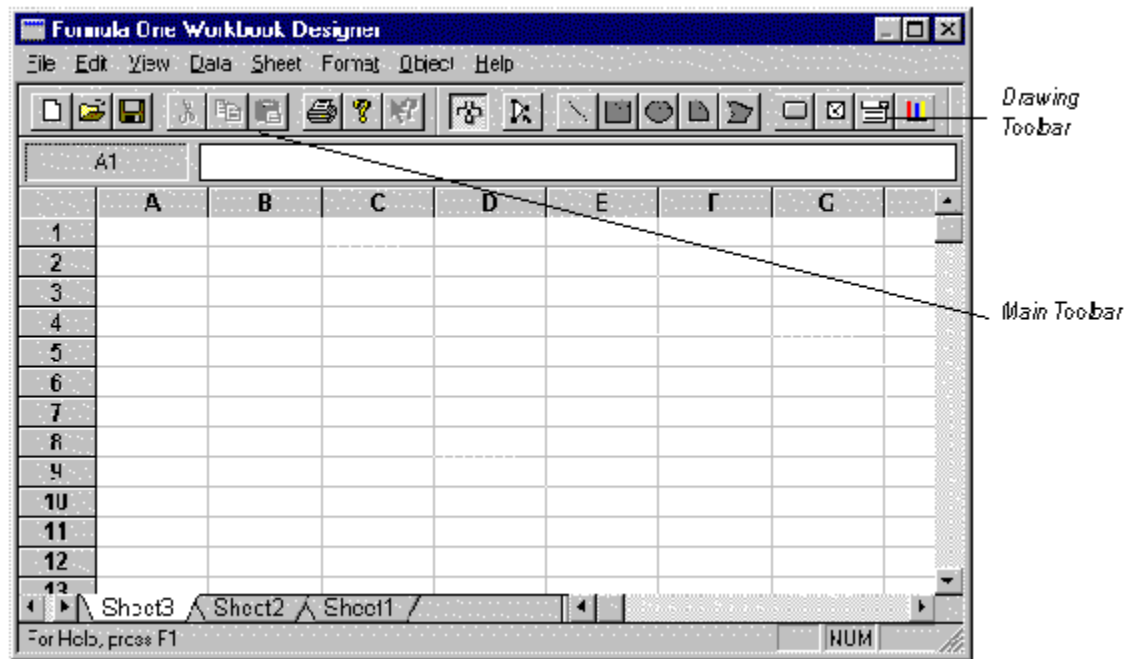 Formula One Workbook Designer
File Edit View Data Sheet Format Object Help
Drawing
Toolbar
A1
A B C D E F G
1
2
3
4
Main Toolbar
5
6
7
8
9
10
11
12
13
Sheet3 Sheet2 Sheet1
For Help, press F1 NUM